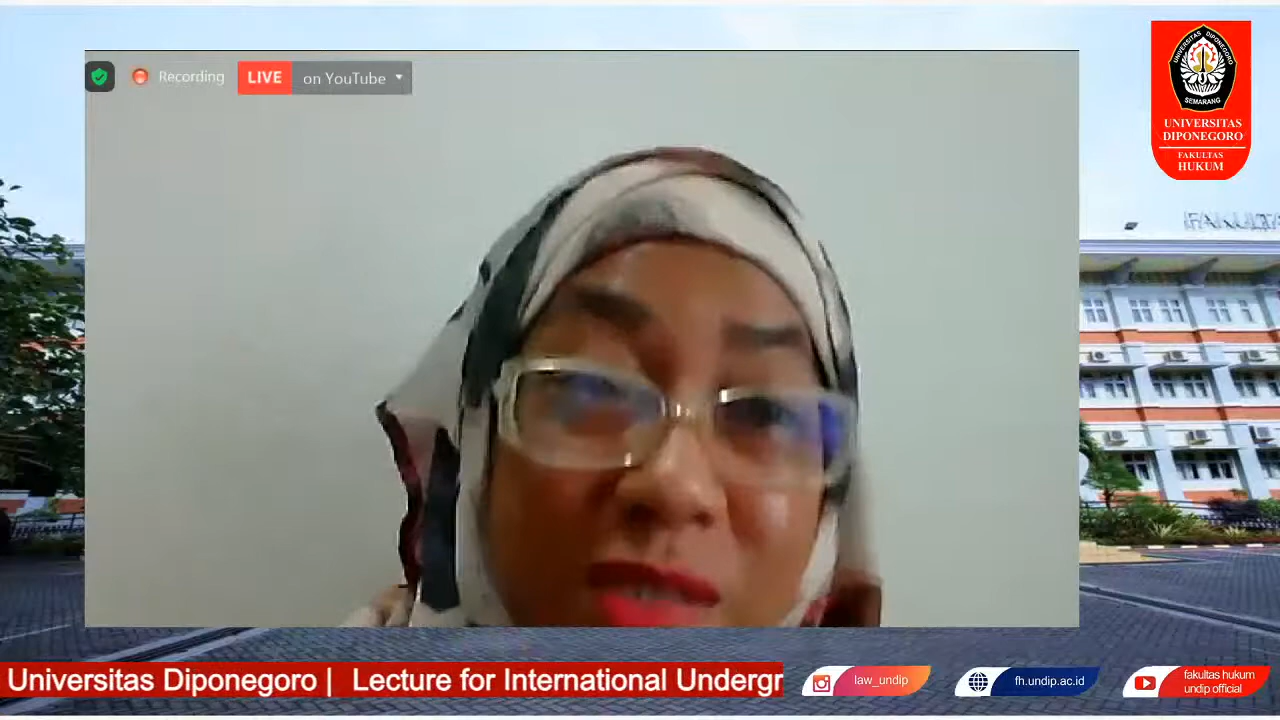 Recording
LIVE on YouTube
UNIVERSITAS DIPONEGORO
SEMARANG
UNIVERSITAS
DIPONEGORO
FAKULTAS
HUKUM
FAKULTA
Universitas Diponegoro | Lecture for International Undergr
law_undip
fh.undip.ac.id
fakultas hukum
undip official